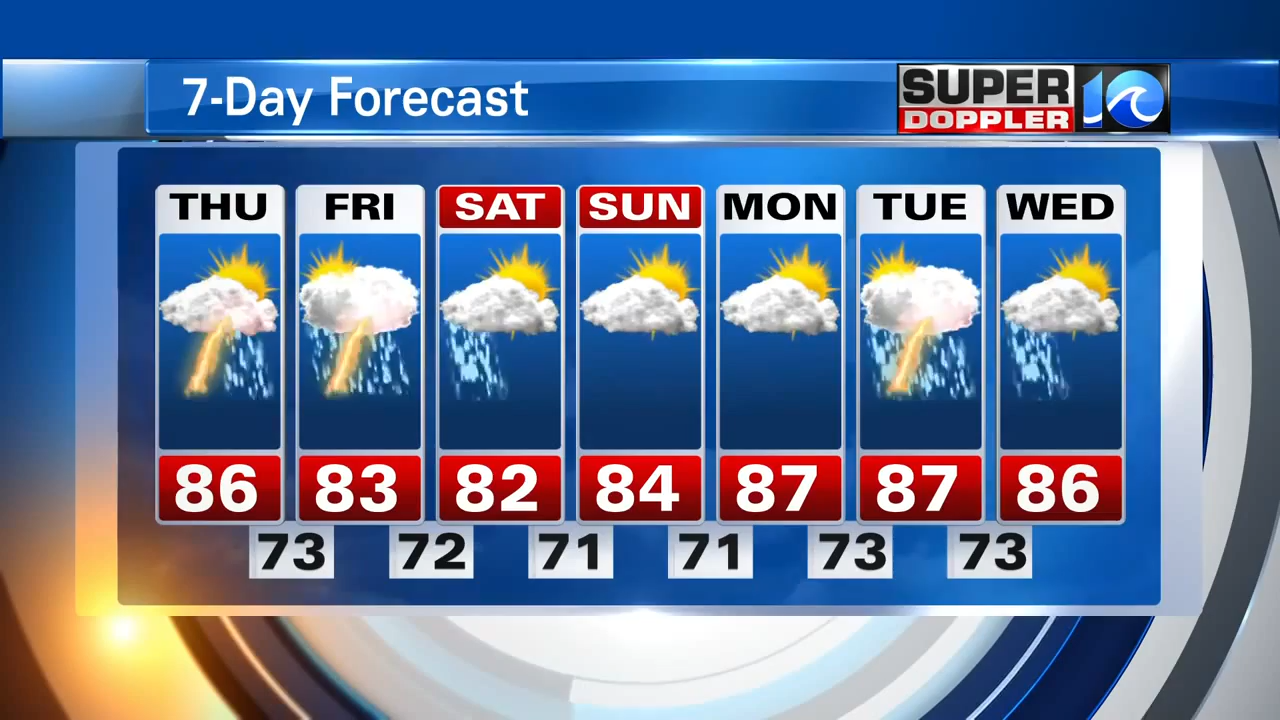 7-Day Forecast
SUPER
DOPPLER
10
THU FRI SAT SUN MON TUE WED
86 83 82 84 87 87 86
73 72 71 71 73 73